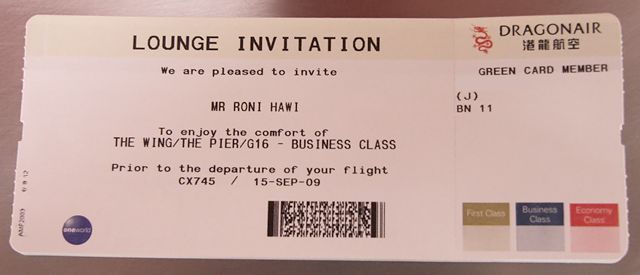 LOUNGE INVITATION
We are pleased to invite
MR RONI HAWI
To enjoy the comfort of
THE WING/THE PIER/G16 - BUSINESS CLASS
Prior to the departure of your flight
CX745 / 15-SEP-09
DRAGONAIR
港龍航空
GREEN CARD MEMBER
(J)
BN 11
First Class
Business Class
Economy Class
oneworld
AMF2003